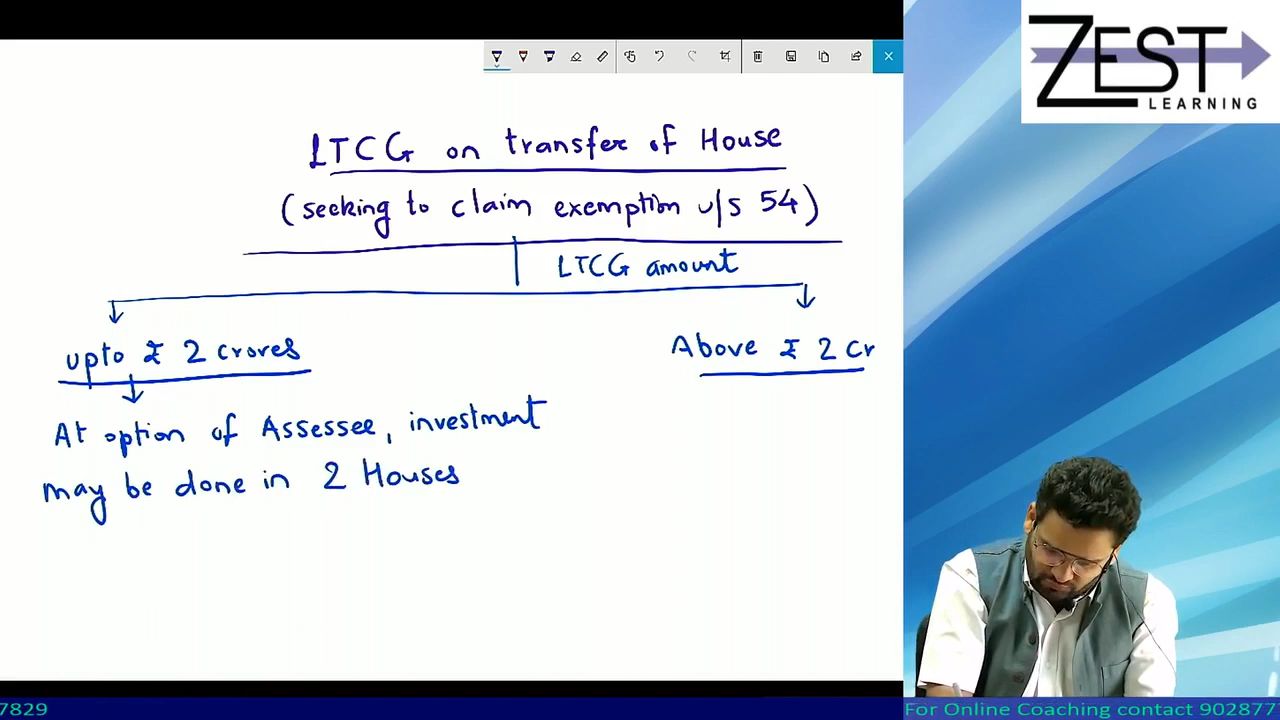 ZEST
LEARNING
LTCG on transfer of House
(seeking to claim exemption u/s 54)
LTCG amount
upto ₹ 2 crores
Above ₹ 2 Cr
At option of Assessee, investment
may be done in 2 Houses
7829
For Online Coaching contact 902877